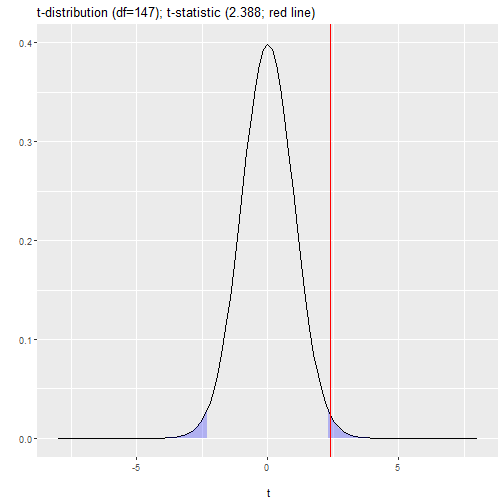 t-distribution (df=147); t-statistic (2.388; red line)
0.4
0.3
0.2
0.1
0.0
-5 0 5
t